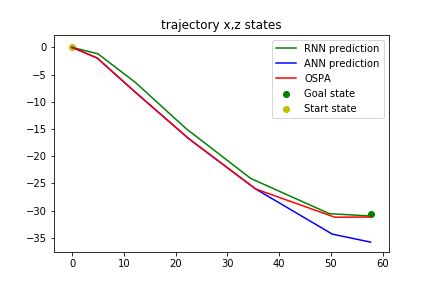 trajectory x,z states
RNN prediction
ANN prediction
OSPA
Goal state
Start state
0
−5
−10
−15
−20
−25
−30
−35
0 10 20 30 40 50 60